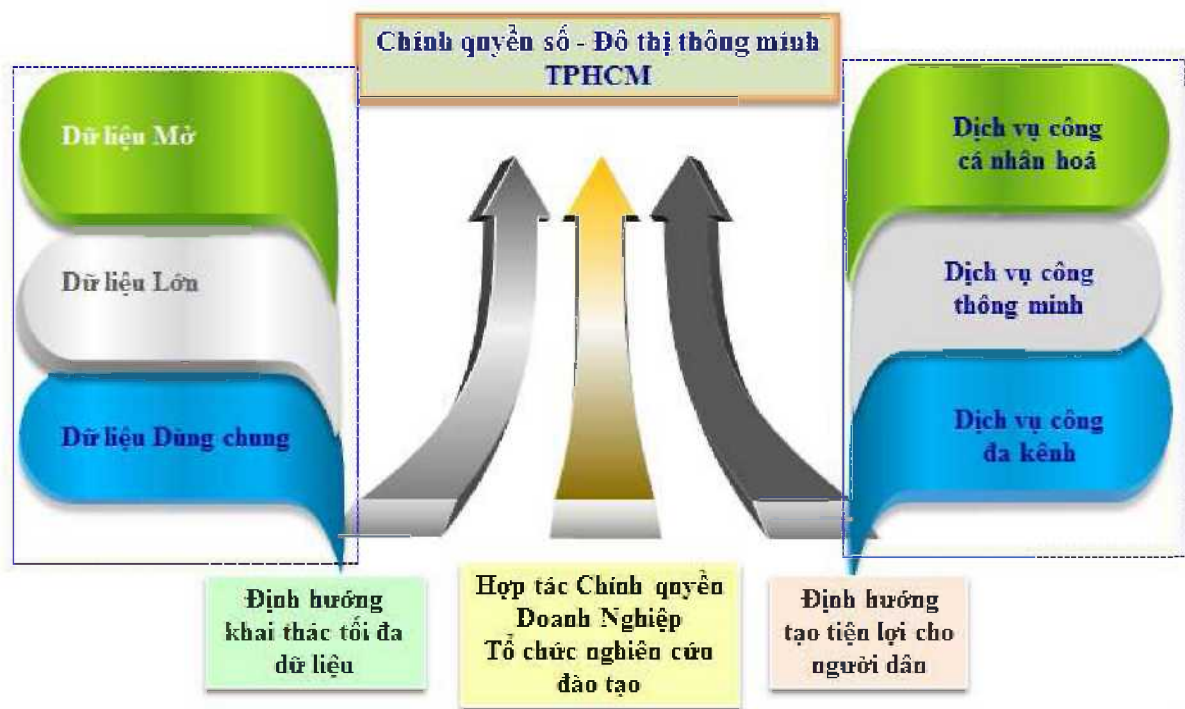 Chính quyền số - Đô thị thông minh
TPHCM
Dữ liệu Mở
Dữ liệu Lớn
Dữ liệu Dùng chung
Dịch vụ công
cá nhân hoá
Dịch vụ công
thông minh
Dịch vụ công
đa kênh
Định hướng
khai thác tối đa
dữ liệu
Hợp tác Chính quyền
Doanh Nghiệp
Tổ chức nghiên cứu
đào tạo
Định hướng
tạo tiện lợi cho
người dân